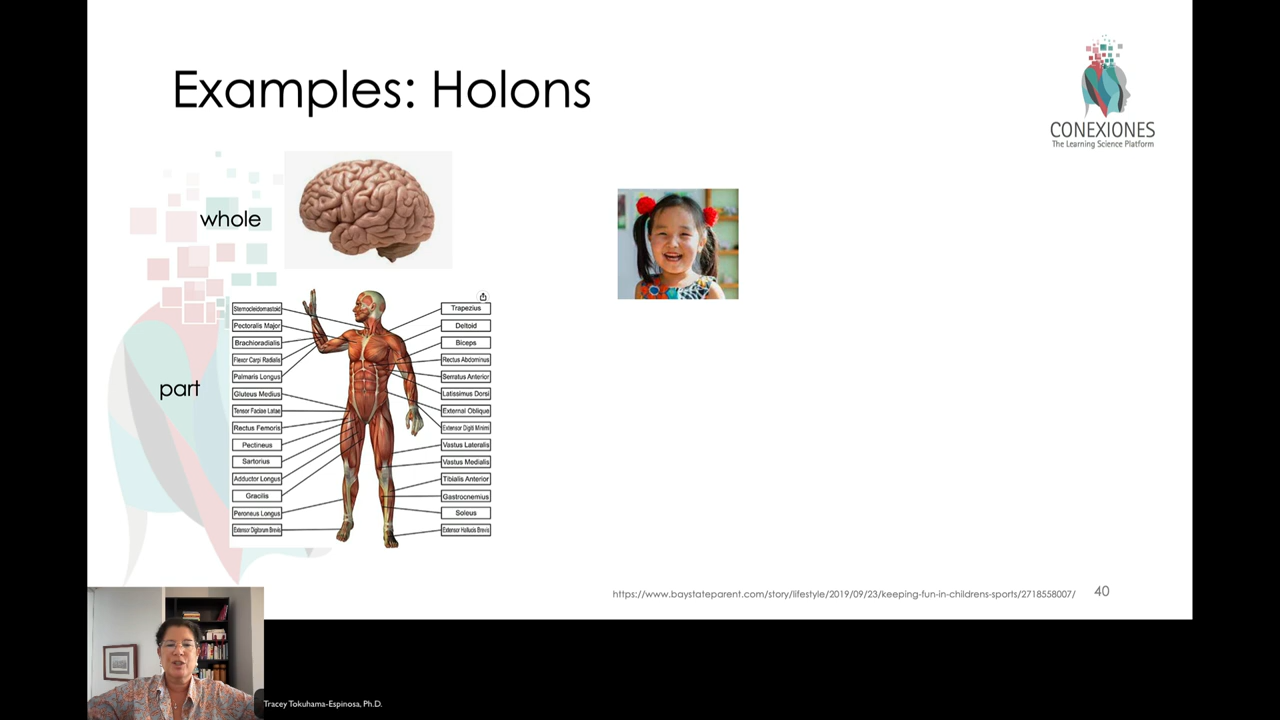 Examples: Holons
CONEXIONES
The Learning Science Platform
whole
part
Sternocleidomastoid
Pectoralis Major
Brachioradialis
Flexor Carpi Radialis
Palmaris Longus
Gluteus Medius
Tensor Faciae Latae
Rectus Femoris
Pectineus
Sartorius
Adductor Longus
Gracilis
Peroneus Longus
Extensor Digitorum Brevis
Trapezius
Deltoid
Biceps
Rectus Abdominus
Serratus Anterior
Latissimus Dorsi
External Oblique
Extensor Digiti Minimi
Vastus Lateralis
Vastus Medialis
Tibialis Anterior
Gastrocnemius
Soleus
Extensor Hallucis Brevis
https://www.baystateparent.com/story/lifestyle/2019/09/23/keeping-fun-in-childrens-sports/2718558007/
40
Tracey Tokuhama-Espinosa, Ph.D.